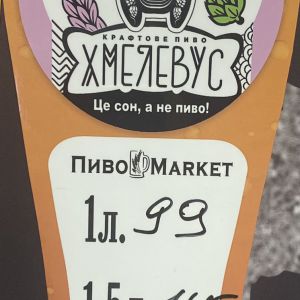 КРАФТОВЕ ПИВО
ХМЕЛЕВУС
Це сон, а не пиво!
ПИВО MARKET
1л. 99